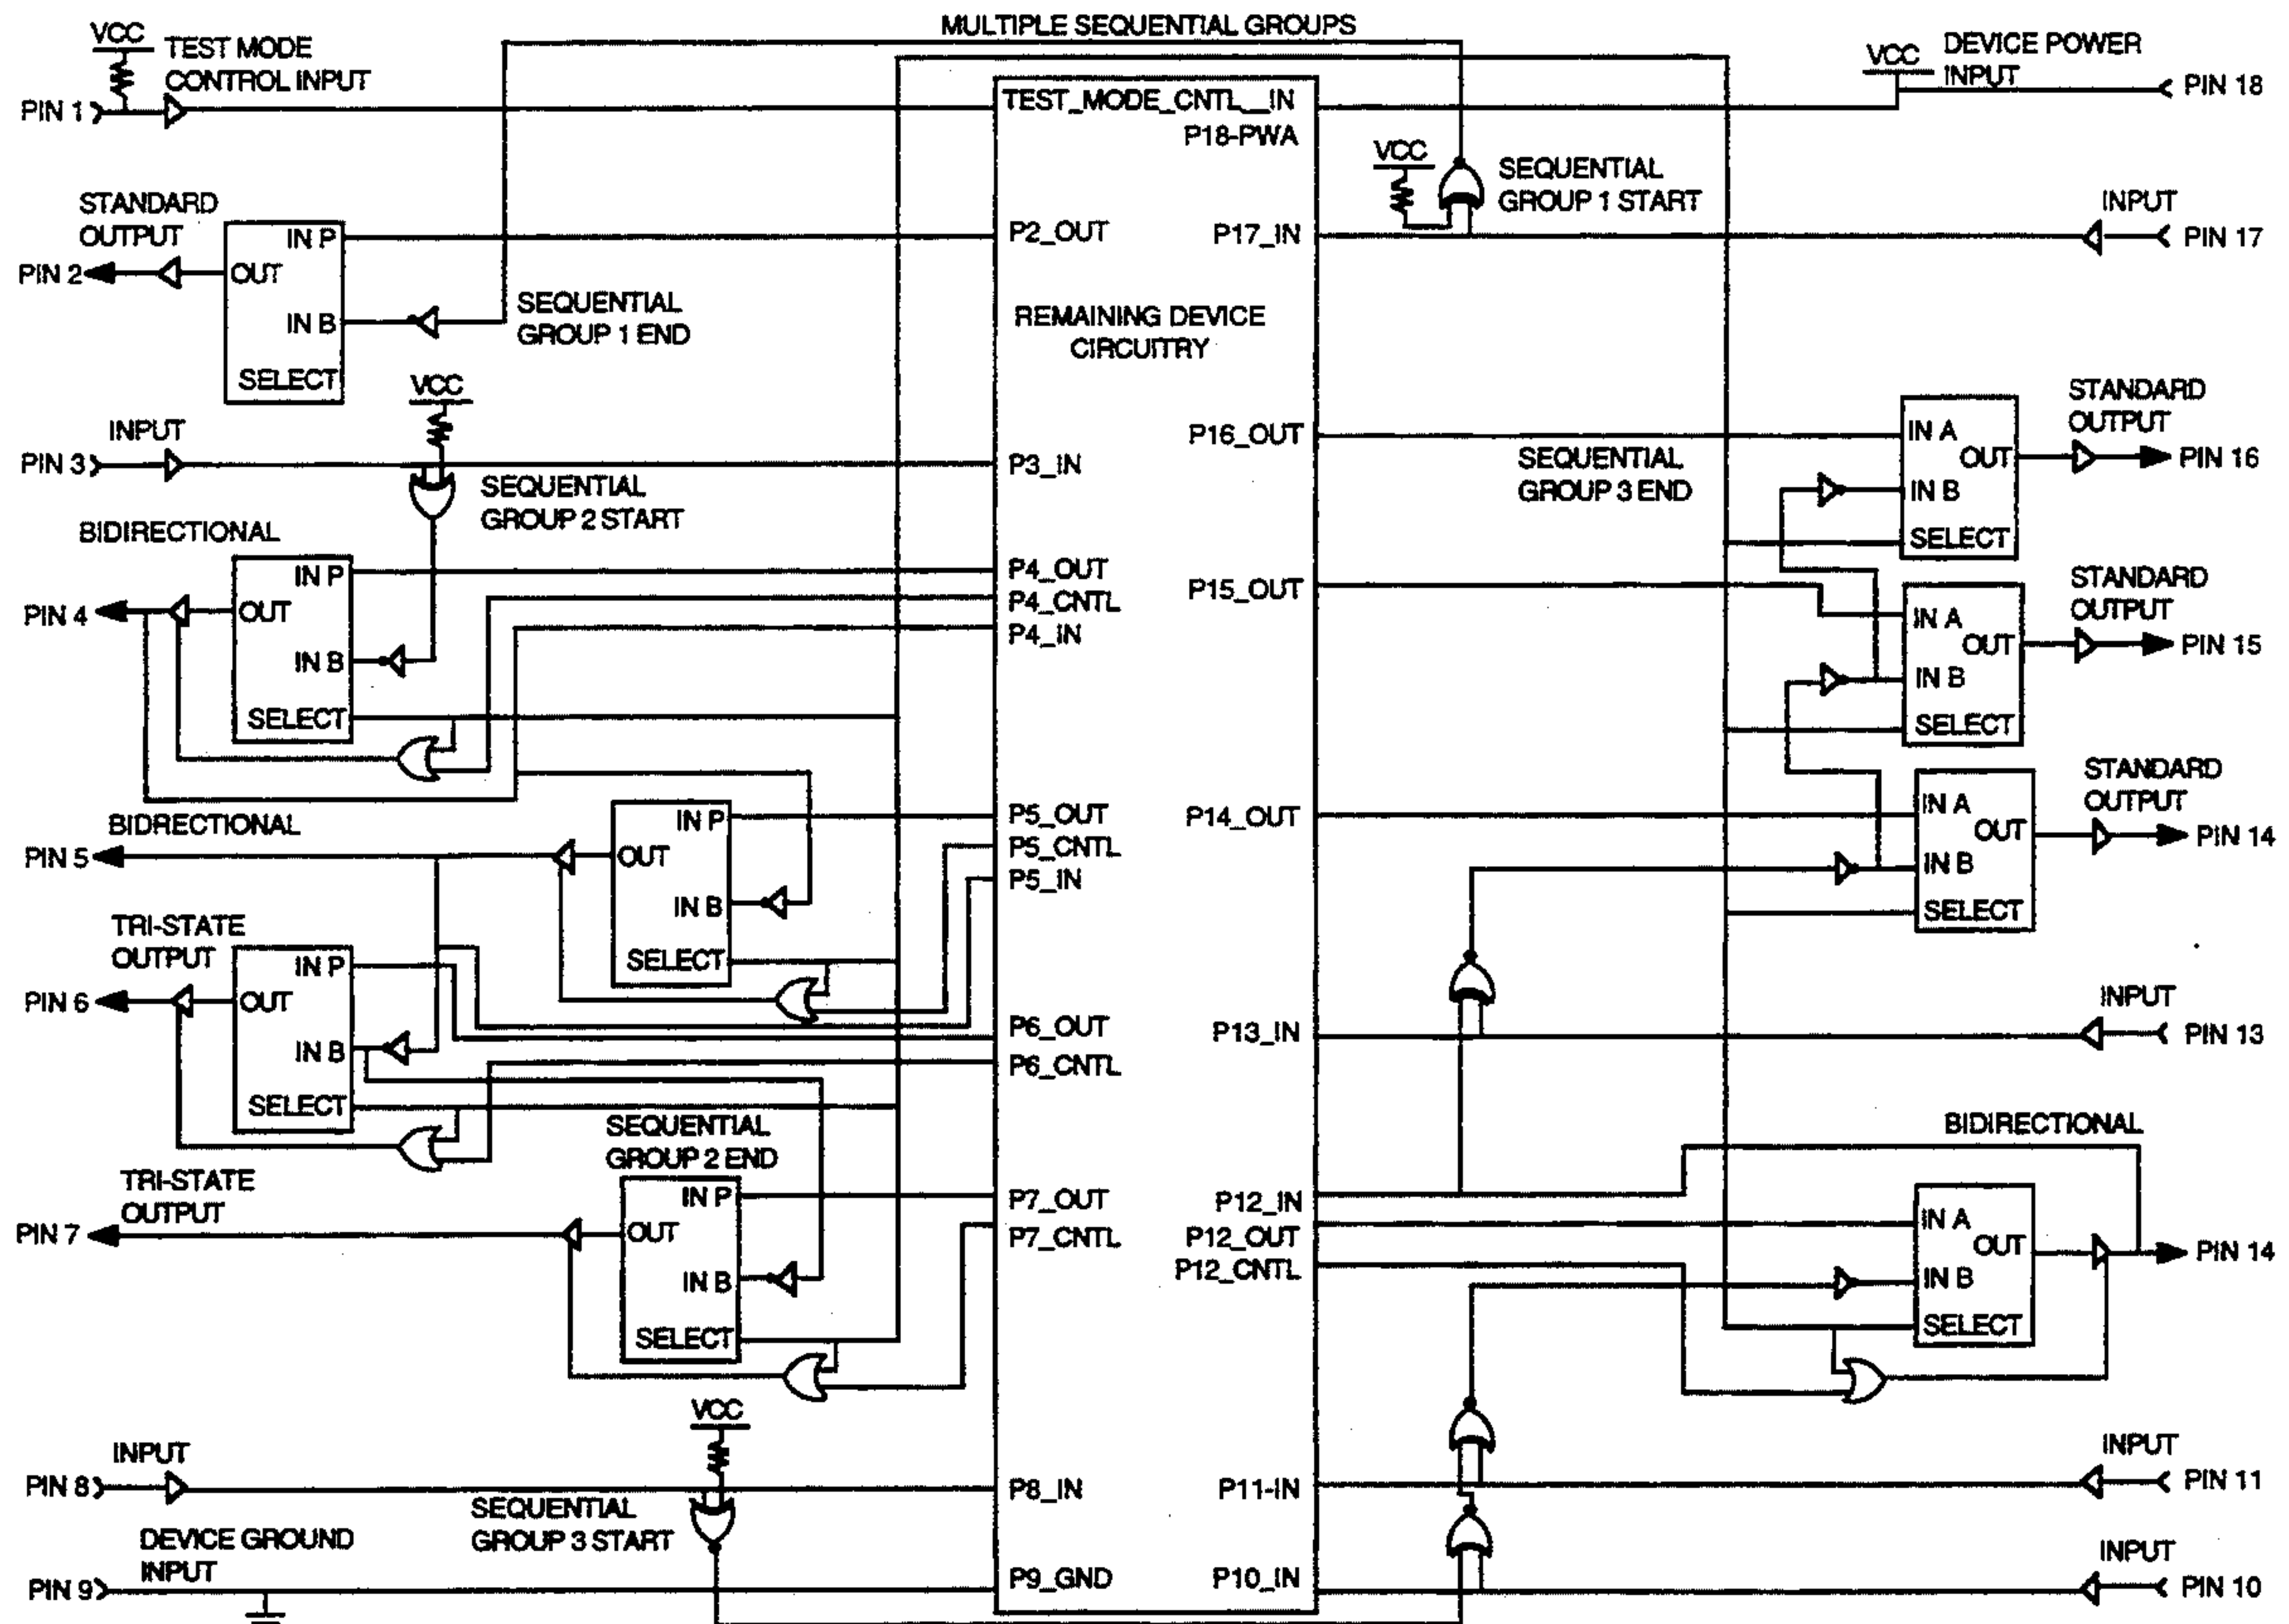 MULTIPLE SEQUENTIAL GROUPS
VCC
TEST MODE
CONTROL INPUT
PIN 1
STANDARD
OUTPUT
PIN 2
IN P
OUT
IN B
SELECT
SEQUENTIAL
GROUP 1 END
VCC
INPUT
PIN 3
SEQUENTIAL
GROUP 2 START
BIDIRECTIONAL
PIN 4
IN P
OUT
IN B
SELECT
BIDRECTIONAL
PIN 5
IN P
OUT
IN B
SELECT
TRI-STATE
OUTPUT
PIN 6
IN P
OUT
IN B
SELECT
SEQUENTIAL
GROUP 2 END
TRI-STATE
OUTPUT
PIN 7
IN P
OUT
IN B
SELECT
VCC
INPUT
PIN 8
SEQUENTIAL
GROUP 3 START
DEVICE GROUND
INPUT
PIN 9
TEST_MODE_CNTL_IN
P18-PWA
P2_OUT
P17_IN
REMAINING DEVICE
CIRCUITRY
P16_OUT
P3_IN
P4_OUT
P4_CNTL
P4_IN
P15_OUT
P5_OUT
P5_CNTL
P5_IN
P14_OUT
P6_OUT
P6_CNTL
P13_IN
P7_OUT
P7_CNTL
P12_IN
P12_OUT
P12_CNTL
P8_IN
P11-IN
P9_GND
P10_IN
VCC
DEVICE POWER
INPUT
PIN 18
VCC
SEQUENTIAL
GROUP 1 START
INPUT
PIN 17
SEQUENTIAL
GROUP 3 END
IN A
OUT
IN B
SELECT
STANDARD
OUTPUT
PIN 16
IN A
OUT
IN B
SELECT
STANDARD
OUTPUT
PIN 15
IN A
OUT
IN B
SELECT
STANDARD
OUTPUT
PIN 14
INPUT
PIN 13
BIDIRECTIONAL
IN A
OUT
IN B
SELECT
PIN 14
INPUT
PIN 11
INPUT
PIN 10